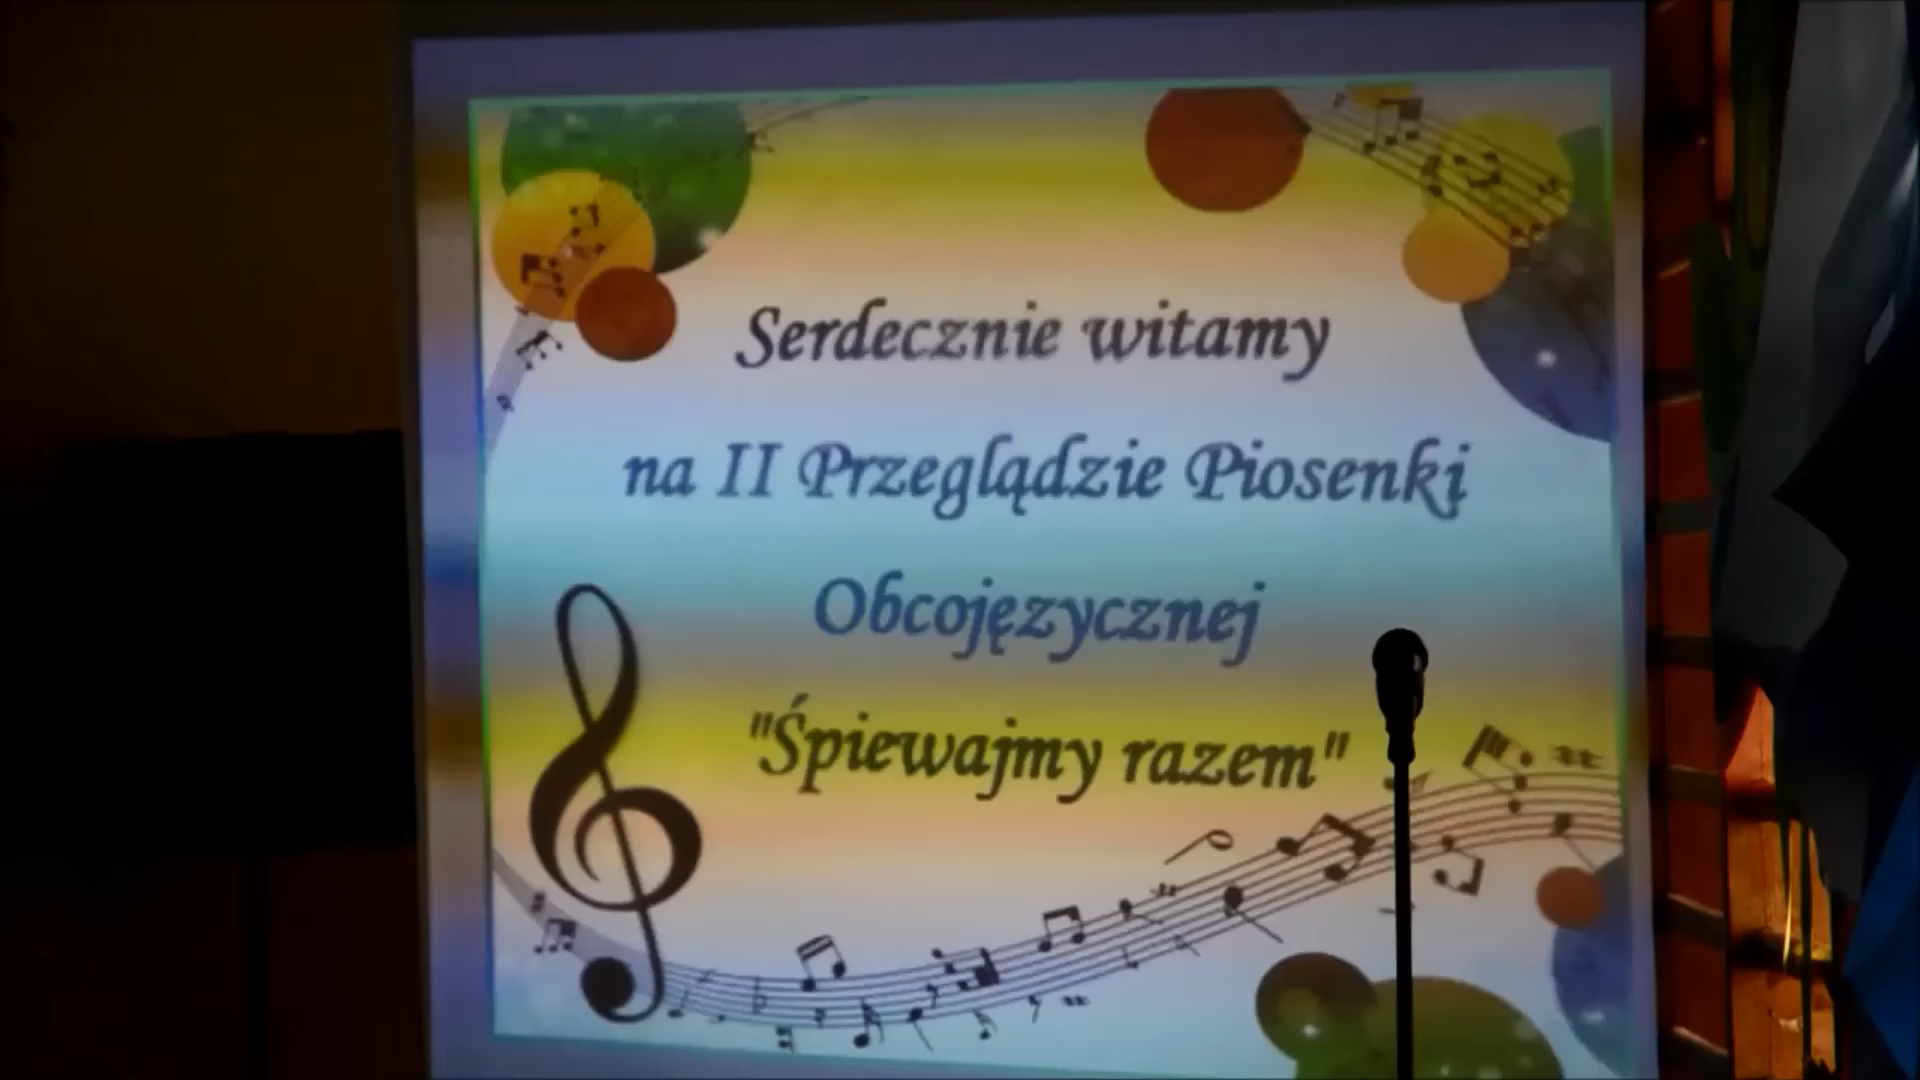 Serdecznie witamy
na II Przeglądzie Piosenki
Obcojęzycznej
"Śpiewajmy razem"